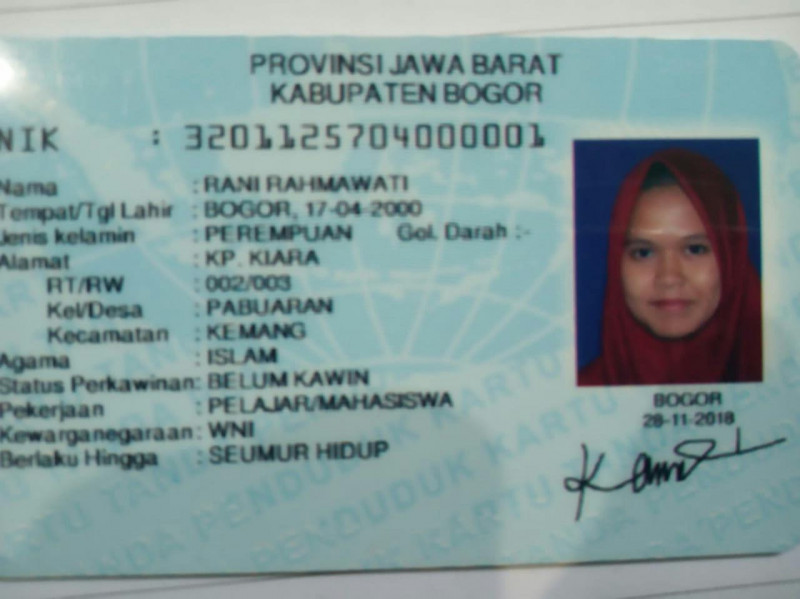 PROVINSI JAWA BARAT
KABUPATEN BOGOR
NIK : 3201125704000001
Nama : RANI RAHMAWATI
Tempat/Tgl Lahir : BOGOR, 17-04-2000
Jenis kelamin : PEREMPUAN Gol. Darah :-
Alamat : KP. KIARA
RT/RW : 002/003
Kel/Desa : PABUARAN
Kecamatan : KEMANG
Agama : ISLAM
Status Perkawinan: BELUM KAWIN
Pekerjaan : PELAJAR/MAHASISWA
Kewarganegaraan: WNI
Berlaku Hingga : SEUMUR HIDUP
BOGOR
28-11-2018
KARTU TANDA PENDUDUK KARTU TANDA PENDUDUK